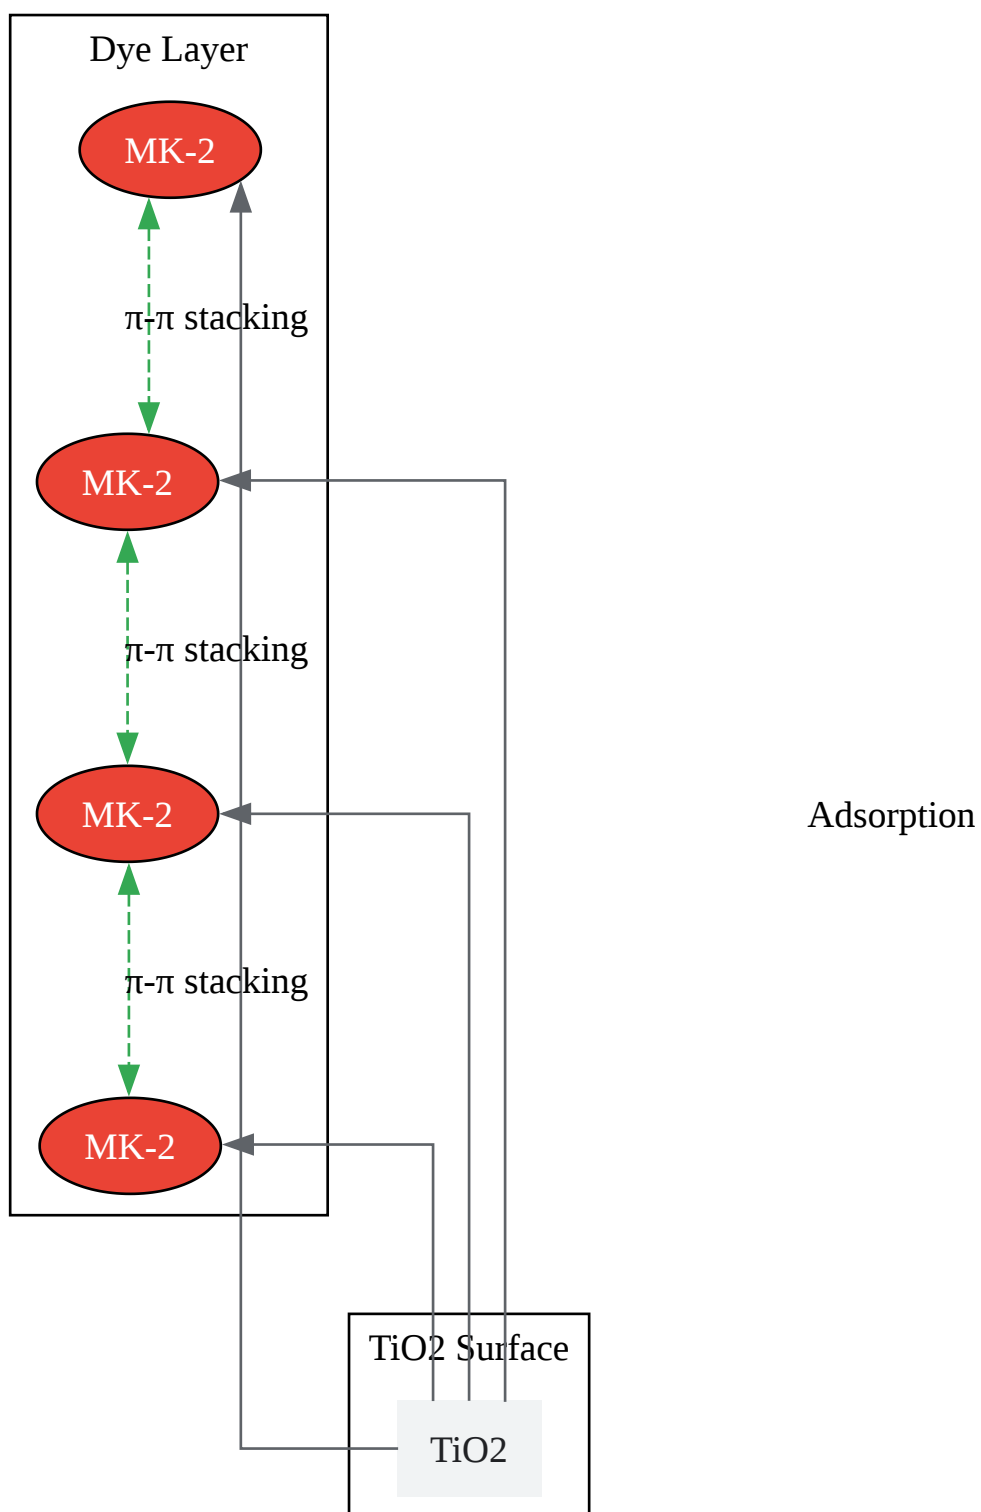 Dye Layer
MK-2
π-π stacking
MK-2
π-π stacking
MK-2
Adsorption
π-π stacking
MK-2
TiO2 Surface
TiO2